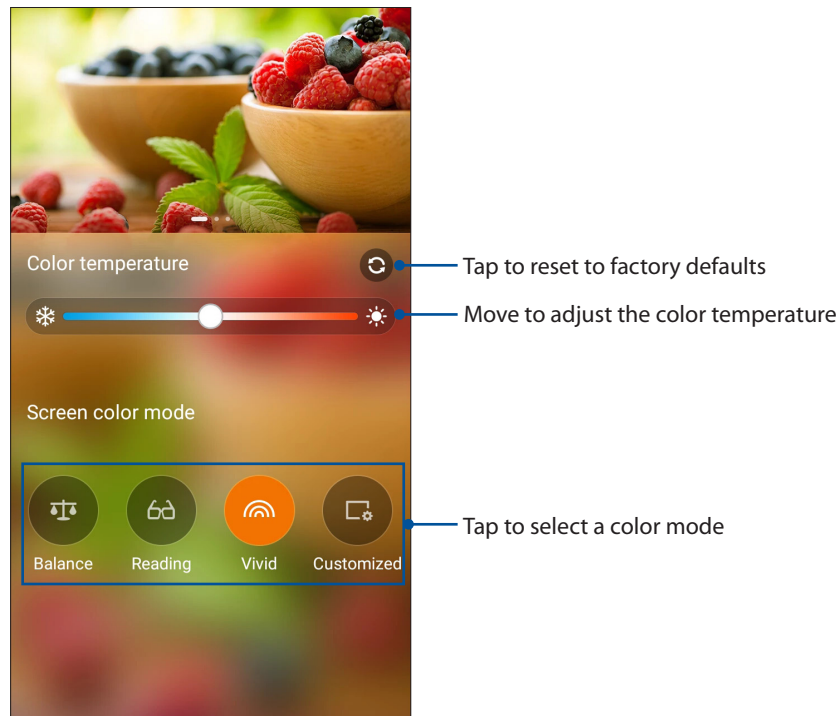 Color temperature
Tap to reset to factory defaults
Move to adjust the color temperature
Screen color mode
Balance Reading Vivid Customized
Tap to select a color mode